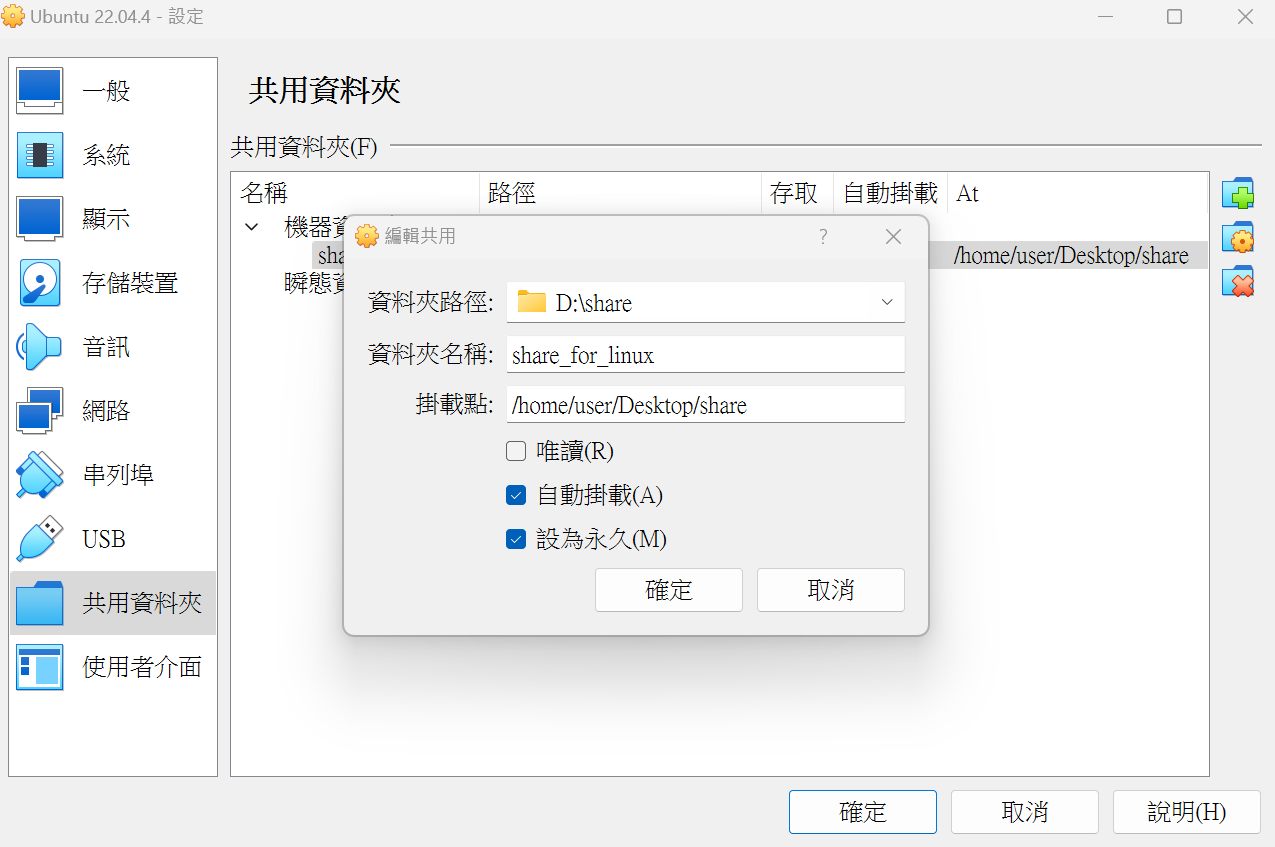 Ubuntu 22.04.4 - 設定
一般
系統
顯示
存儲裝置
音訊
網路
串列埠
USB
共用資料夾
使用者介面
共用資料夾
共用資料夾(F)
名稱 路徑 存取 自動掛載 At
機器資
sha /home/user/Desktop/share
瞬態資
編輯共用 ?
資料夾路徑: D:\share
資料夾名稱: share_for_linux
掛載點: /home/user/Desktop/share
唯讀(R)
自動掛載(A)
設為永久(M)
確定 取消
確定 取消 說明(H)